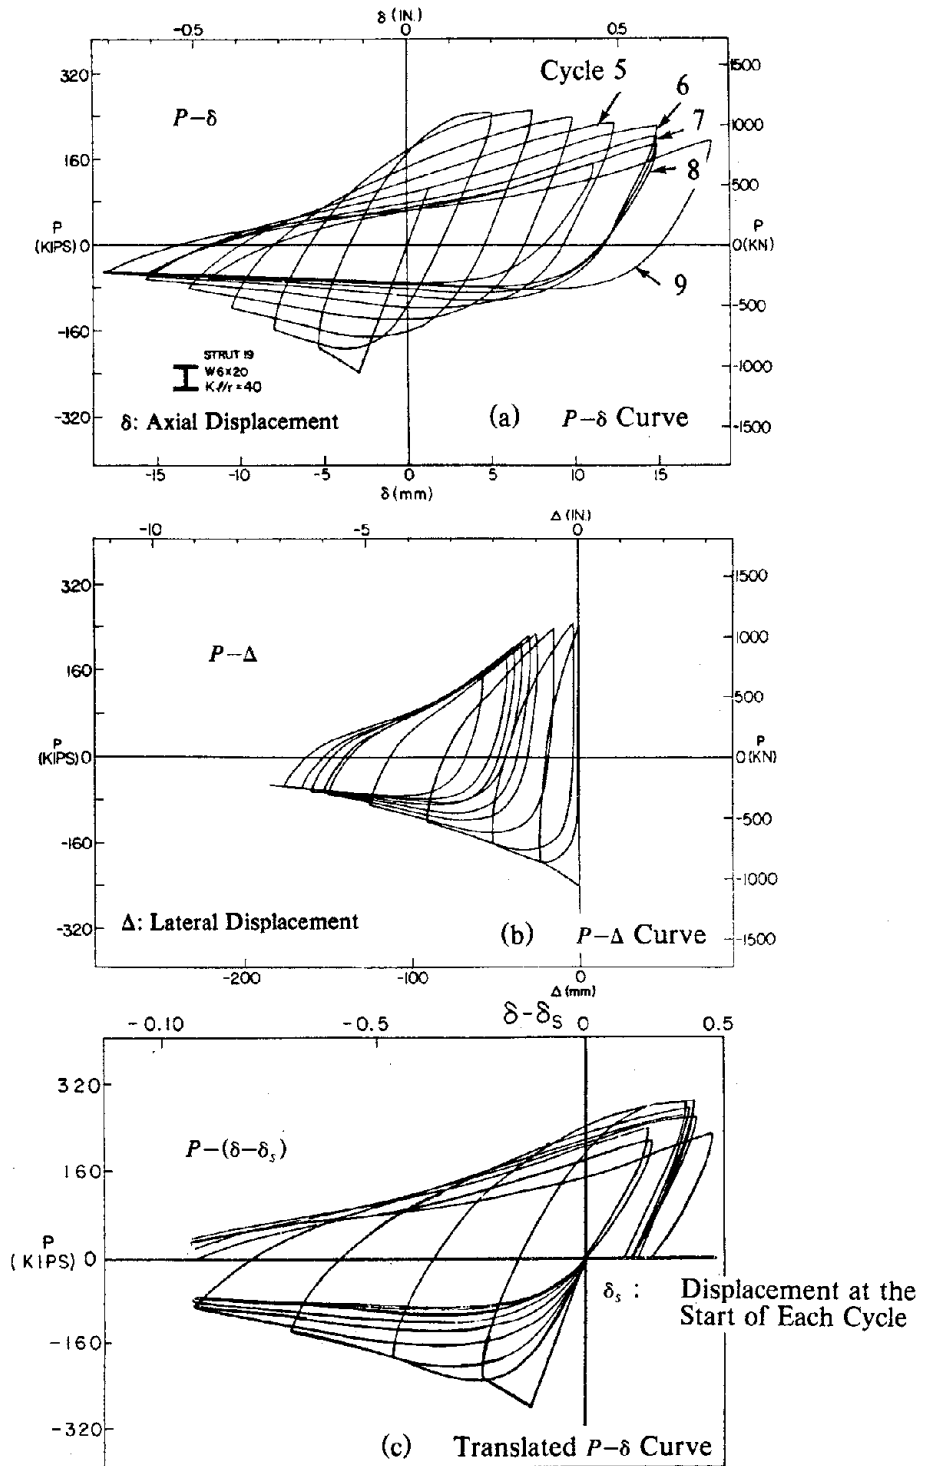 δ (IN.)
-0.5 0 0.5
320 1500
Cycle 5 6
P-δ 7
1000
160 8
500
P P
(KIPS) 0 0 (KN)
9
-500
-160
-1000
STRUT 19
W6×20
Kl/r = 40
-320
-1500
δ: Axial Displacement (a) P-δ Curve
15 -10 -5 0 5 10 15
δ (mm)
Δ (IN.)
-10 -5 0
320 1500
P-Δ 1000
160
500
P P
(KIPS) 0 0 (KN)
-500
-160
-1000
-320
-1500
Δ: Lateral Displacement (b) P-Δ Curve
-200 -100 0
Δ (mm)
δ-δS
-0.10 -0.5 0 0.5
320
P-(δ-δs)
160
P
(KIPS) 0
δs : Displacement at the
Start of Each Cycle
-160
-320
(c) Translated P-δ Curve